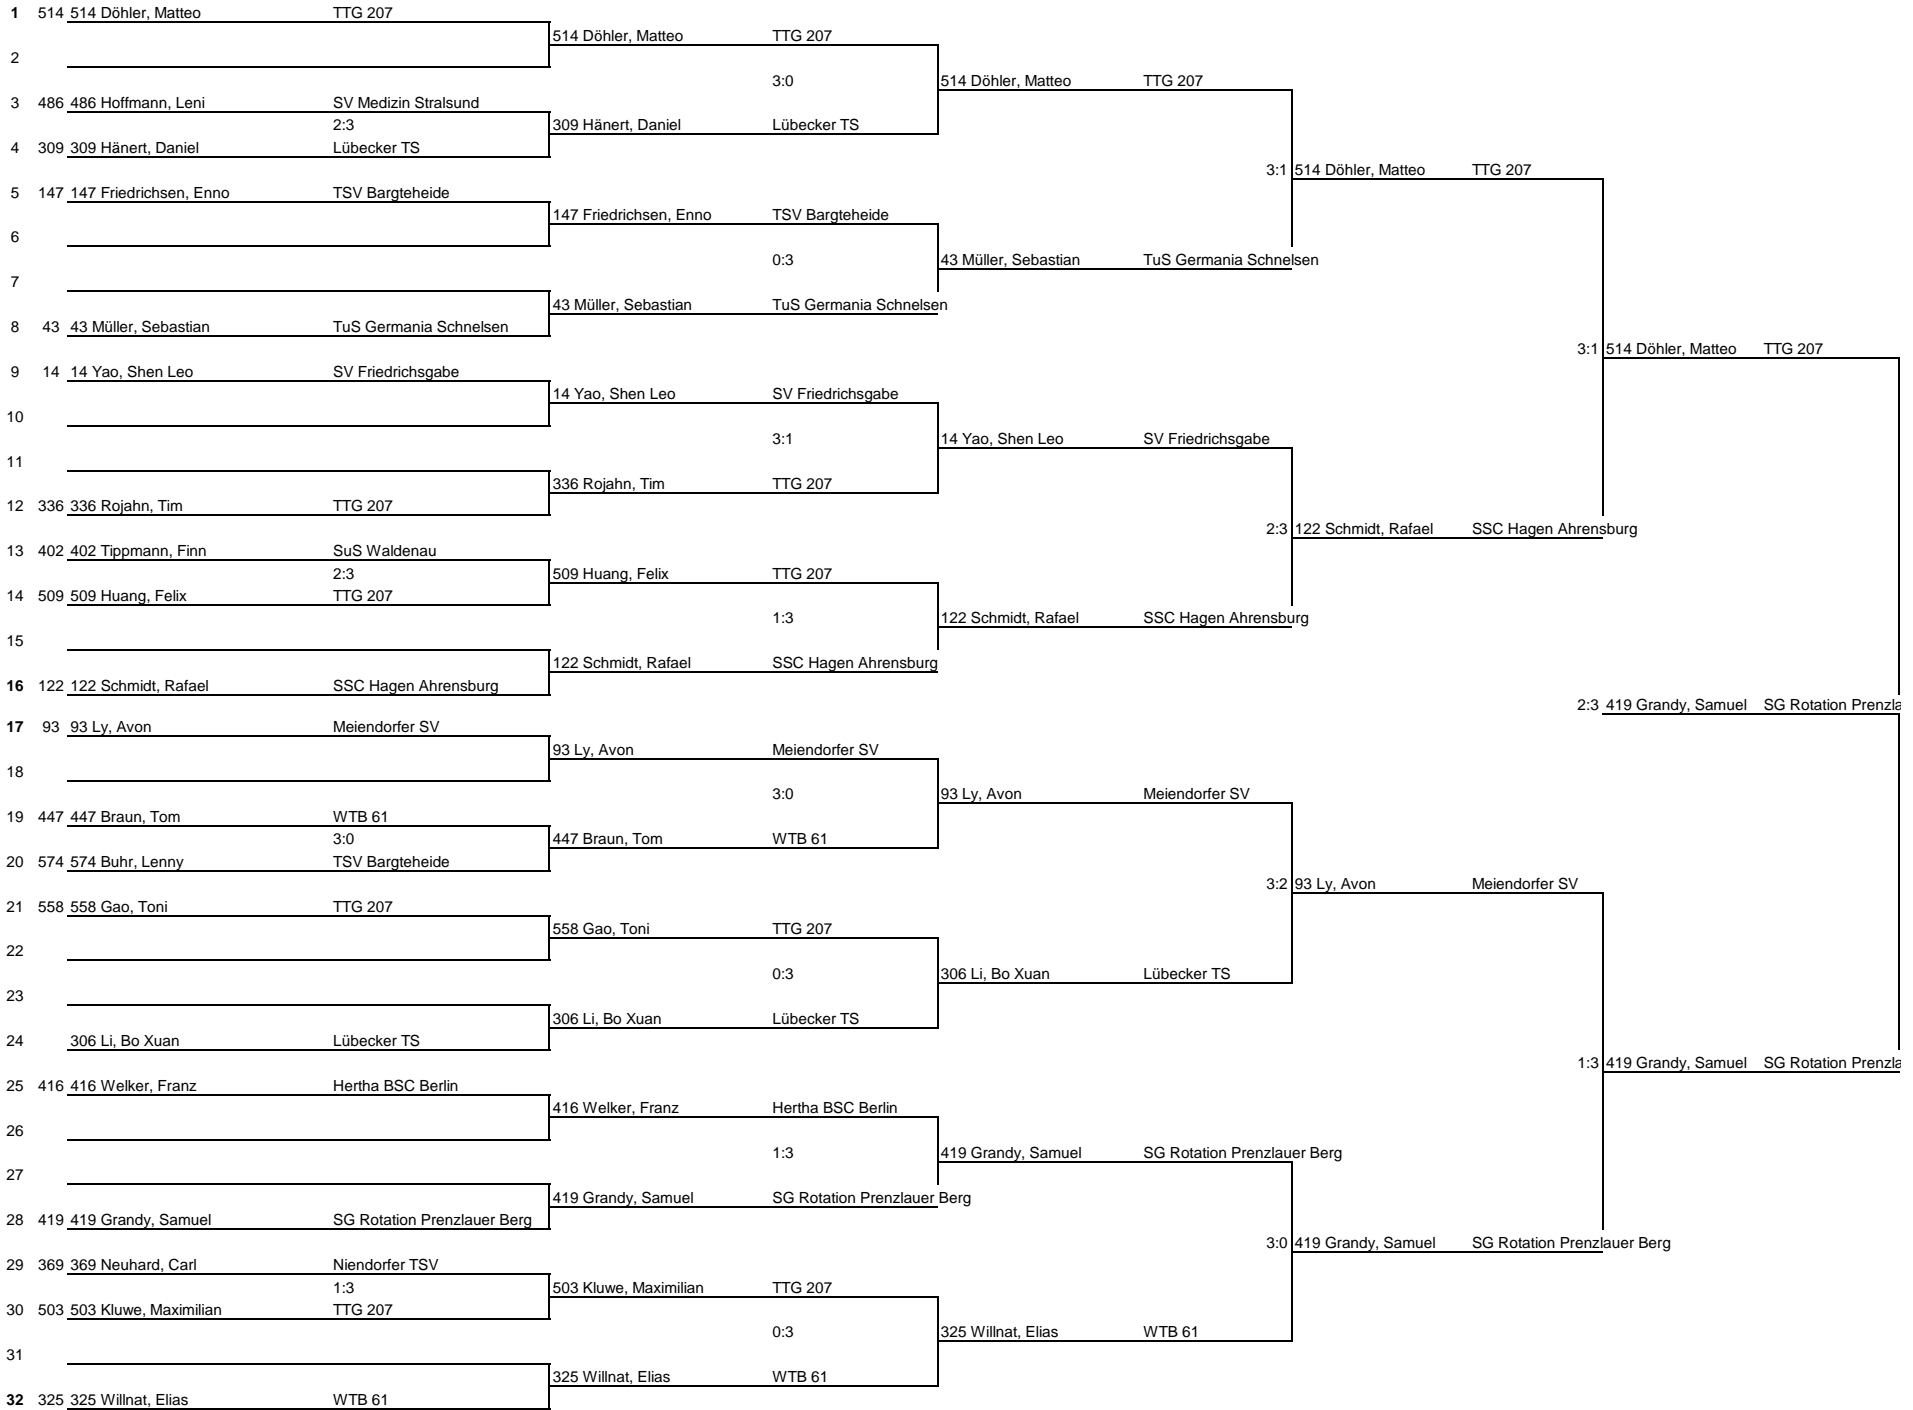 1 514 514 Döhler, Matteo TTG 207
514 Döhler, Matteo TTG 207
2
3:0 514 Döhler, Matteo TTG 207
3 486 486 Hoffmann, Leni SV Medizin Stralsund
2:3 309 Hänert, Daniel Lübecker TS
4 309 309 Hänert, Daniel Lübecker TS
3:1 514 Döhler, Matteo TTG 207
5 147 147 Friedrichsen, Enno TSV Bargteheide
147 Friedrichsen, Enno TSV Bargteheide
6
0:3 43 Müller, Sebastian TuS Germania Schnelsen
7
43 Müller, Sebastian TuS Germania Schnelsen
8 43 43 Müller, Sebastian TuS Germania Schnelsen
3:1 514 Döhler, Matteo TTG 207
9 14 14 Yao, Shen Leo SV Friedrichsgabe
14 Yao, Shen Leo SV Friedrichsgabe
10
3:1 14 Yao, Shen Leo SV Friedrichsgabe
11
336 Rojahn, Tim TTG 207
12 336 336 Rojahn, Tim TTG 207
2:3 122 Schmidt, Rafael SSC Hagen Ahrensburg
13 402 402 Tippmann, Finn SuS Waldenau
2:3 509 Huang, Felix TTG 207
14 509 509 Huang, Felix TTG 207
1:3 122 Schmidt, Rafael SSC Hagen Ahrensburg
15
122 Schmidt, Rafael SSC Hagen Ahrensburg
16 122 122 Schmidt, Rafael SSC Hagen Ahrensburg
2:3 419 Grandy, Samuel SG Rotation Prenzla
17 93 93 Ly, Avon Meiendorfer SV
93 Ly, Avon Meiendorfer SV
18
3:0 93 Ly, Avon Meiendorfer SV
19 447 447 Braun, Tom WTB 61
3:0 447 Braun, Tom WTB 61
20 574 574 Buhr, Lenny TSV Bargteheide
3:2 93 Ly, Avon Meiendorfer SV
21 558 558 Gao, Toni TTG 207
558 Gao, Toni TTG 207
22
0:3 306 Li, Bo Xuan Lübecker TS
23
306 Li, Bo Xuan Lübecker TS
24 306 Li, Bo Xuan Lübecker TS
1:3 419 Grandy, Samuel SG Rotation Prenzla
25 416 416 Welker, Franz Hertha BSC Berlin
416 Welker, Franz Hertha BSC Berlin
26
1:3 419 Grandy, Samuel SG Rotation Prenzlauer Berg
27
419 Grandy, Samuel SG Rotation Prenzlauer Berg
28 419 419 Grandy, Samuel SG Rotation Prenzlauer Berg
3:0 419 Grandy, Samuel SG Rotation Prenzlauer Berg
29 369 369 Neuhard, Carl Niendorfer TSV
1:3 503 Kluwe, Maximilian TTG 207
30 503 503 Kluwe, Maximilian TTG 207
0:3 325 Willnat, Elias WTB 61
31
325 Willnat, Elias WTB 61
32 325 325 Willnat, Elias WTB 61